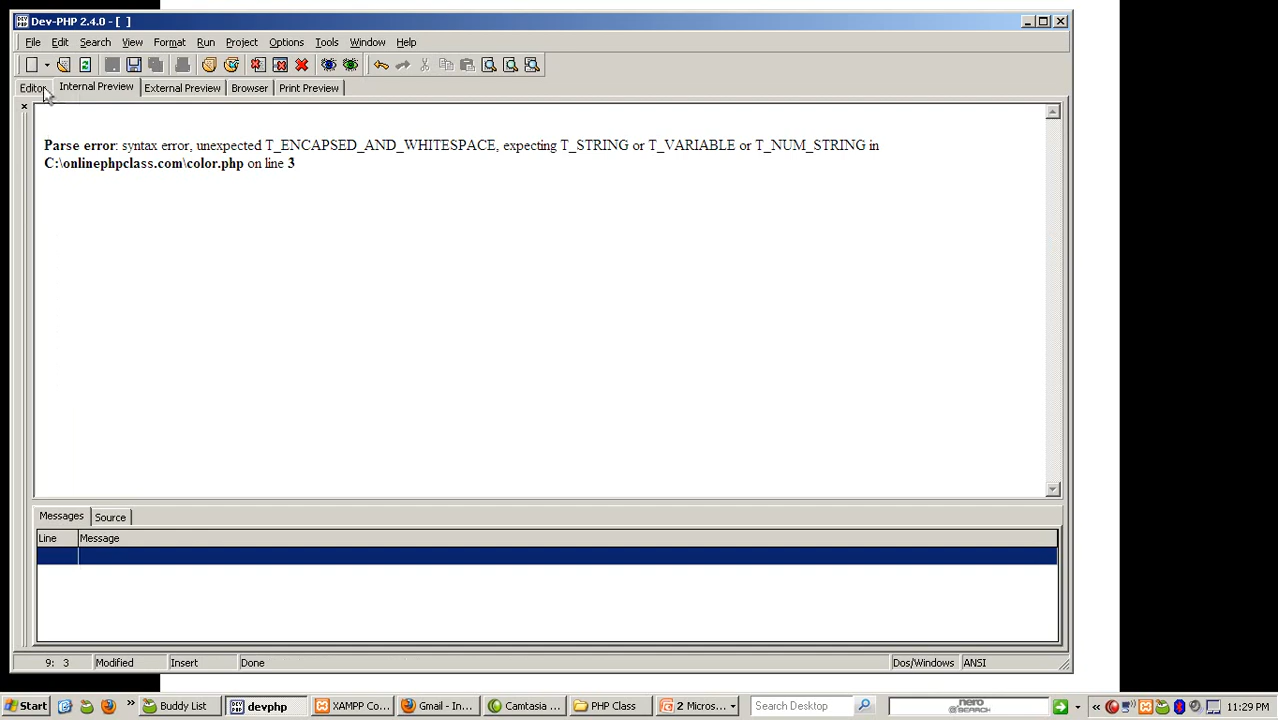 Dev-PHP 2.4.0 - [ ]
File Edit Search View Format Run Project Options Tools Window Help
Editor Internal Preview External Preview Browser Print Preview
Parse error: syntax error, unexpected T_ENCAPSED_AND_WHITESPACE, expecting T_STRING or T_VARIABLE or T_NUM_STRING in
C:\onlinephpclass.com\color.php on line 3
Messages Source
Line Message
9: 3 Modified Insert Done Dos/Windows ANSI
Start Buddy List devphp XAMPP Co... Gmail - ... Camtasia ... PHP Class 2 Micros... Search Desktop nero SEARCH 11:29 PM